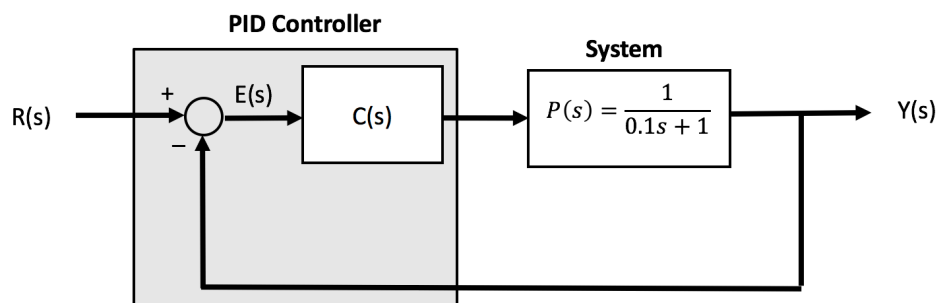 PID Controller
System
R(s)
+
−
E(s)
C(s)
P(s) = 1 / (0.1s + 1)
Y(s)